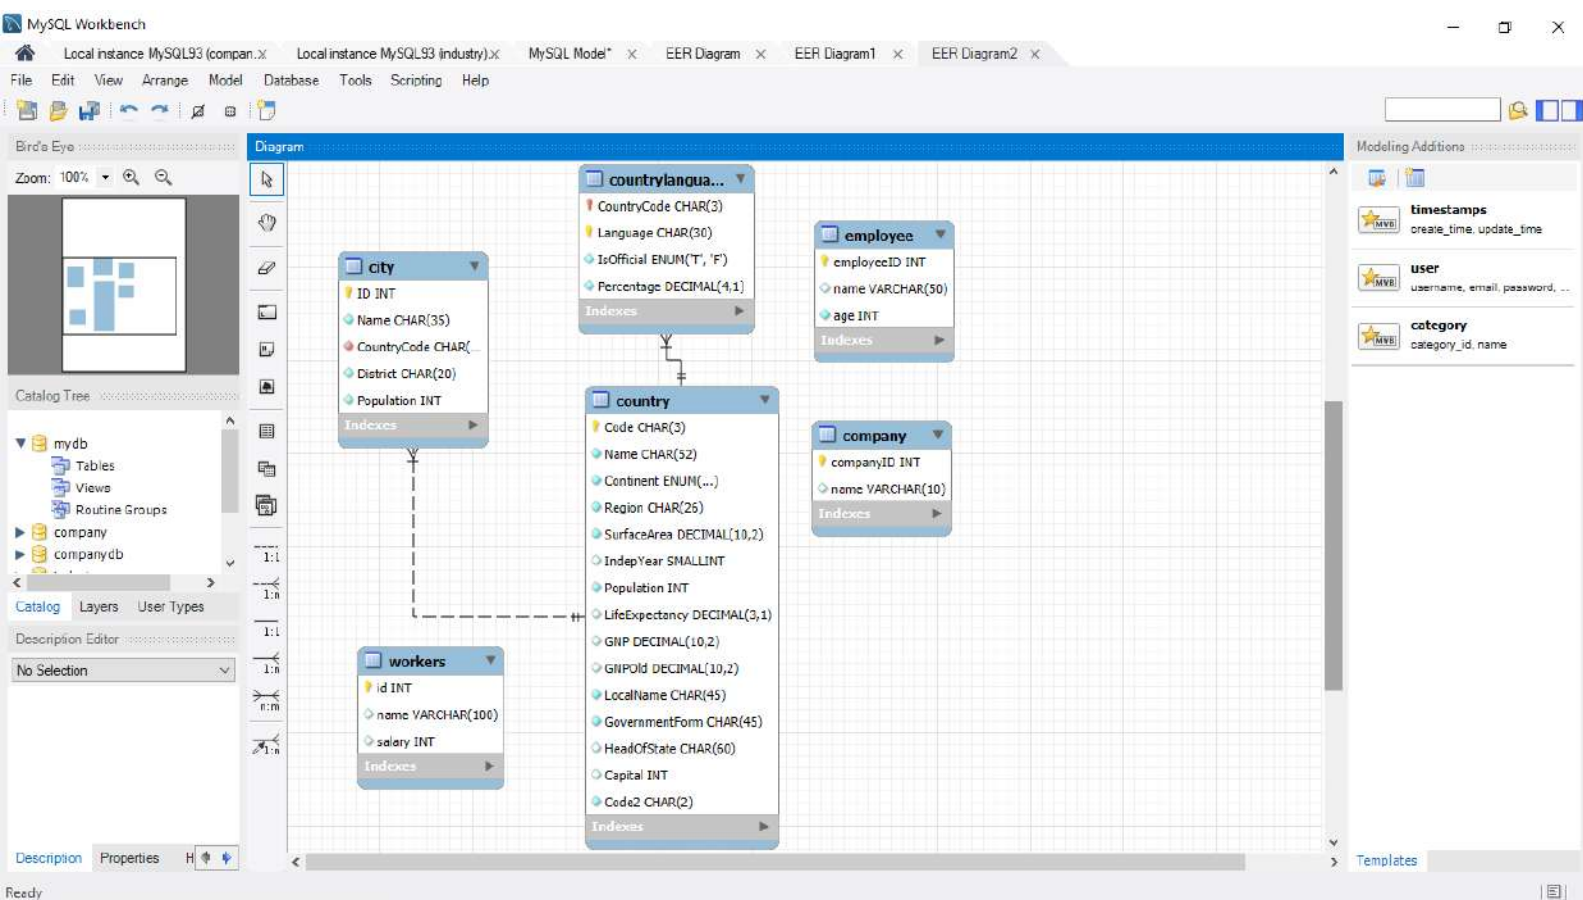 MySQL Workbench
Local instance MySQL93 (compan... Local instance MySQL93 (industry) MySQL Model* EER Diagram EER Diagram1 EER Diagram2
File Edit View Arrange Model Database Tools Scripting Help
Bird's Eye
Zoom: 100%
Catalog Tree
mydb
Tables
Views
Routine Groups
company
companydb
Catalog Layers User Types
Description Editor
No Selection
Description Properties H
Ready
Diagram
1:1
1:n
1:1
1:n
n:m
1:n
city
ID INT
Name CHAR(35)
CountryCode CHAR(...
District CHAR(20)
Population INT
Indexes
countrylangua...
CountryCode CHAR(3)
Language CHAR(30)
IsOfficial ENUM('T', 'F')
Percentage DECIMAL(4,1)
Indexes
employee
employeeID INT
name VARCHAR(50)
age INT
Indexes
country
Code CHAR(3)
Name CHAR(52)
Continent ENUM(...)
Region CHAR(26)
SurfaceArea DECIMAL(10,2)
IndepYear SMALLINT
Population INT
LifeExpectancy DECIMAL(3,1)
GNP DECIMAL(10,2)
GNPOld DECIMAL(10,2)
LocalName CHAR(45)
GovernmentForm CHAR(45)
HeadOfState CHAR(60)
Capital INT
Code2 CHAR(2)
Indexes
company
companyID INT
name VARCHAR(10)
Indexes
workers
id INT
name VARCHAR(100)
salary INT
Indexes
Modeling Additions
timestamps
create_time, update_time
user
username, email, password, ...
category
category_id, name
Templates